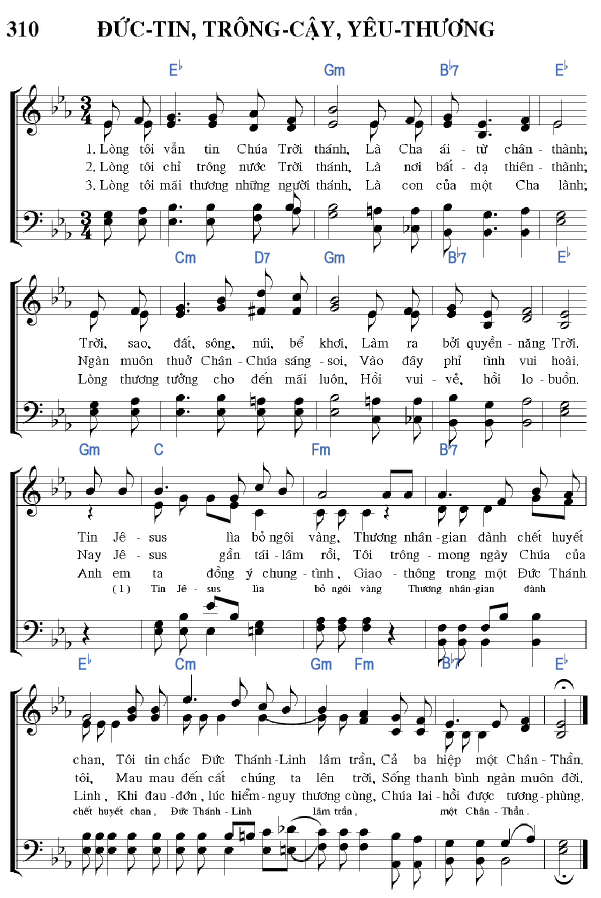 310 ĐỨC-TIN, TRÔNG-CẬY, YÊU-THƯƠNG
E♭ Gm B♭7 E♭
1. Lòng tôi vẫn tin Chúa Trời thánh, Là Cha ái- từ chân- thành;
2. Lòng tôi chỉ trông nước Trời thánh, Là nơi bất- dạ thiên- thành;
3. Lòng tôi mãi thương những người thánh, Là con của một Cha lành;
Cm D7 Gm B♭7 E♭
Trời, sao, đất, sông, núi, bể khơi, Làm ra bởi quyền- năng Trời.
Ngàn muôn thuở Chân - Chúa sáng- soi, Vào đây phỉ tình vui hoài.
Lòng thương tưởng cho đến mãi luôn, Hồi vui - vẻ, hồi lo - buồn.
Gm C Fm B♭7
Tin Jê - sus lìa bỏ ngôi vàng, Thương nhân - gian đành chết huyết
Nay Jê - sus gần tái - lâm rồi, Tôi trông - mong ngày Chúa của
Anh em ta đồng ý chung - tình, Giao - thông trong một Đức Thánh
(1) Tin Jê - sus lìa bỏ ngôi vàng Thương nhân-gian đành
E♭ Cm Gm Fm B♭7 E♭
chan, Tôi tin chắc Đức Thánh-Linh lâm trần, Cả ba hiệp một Chân - Thần.
tôi, Mau mau đến cất chúng ta lên trời, Sống thanh bình ngàn muôn đời.
Linh, Khi đau - đớn, lúc hiểm-nguy thương cùng, Chúa lai - hồi được tương-phùng.
chết huyết chan, Đức Thánh - Linh lâm trần, một Chân - Thần.